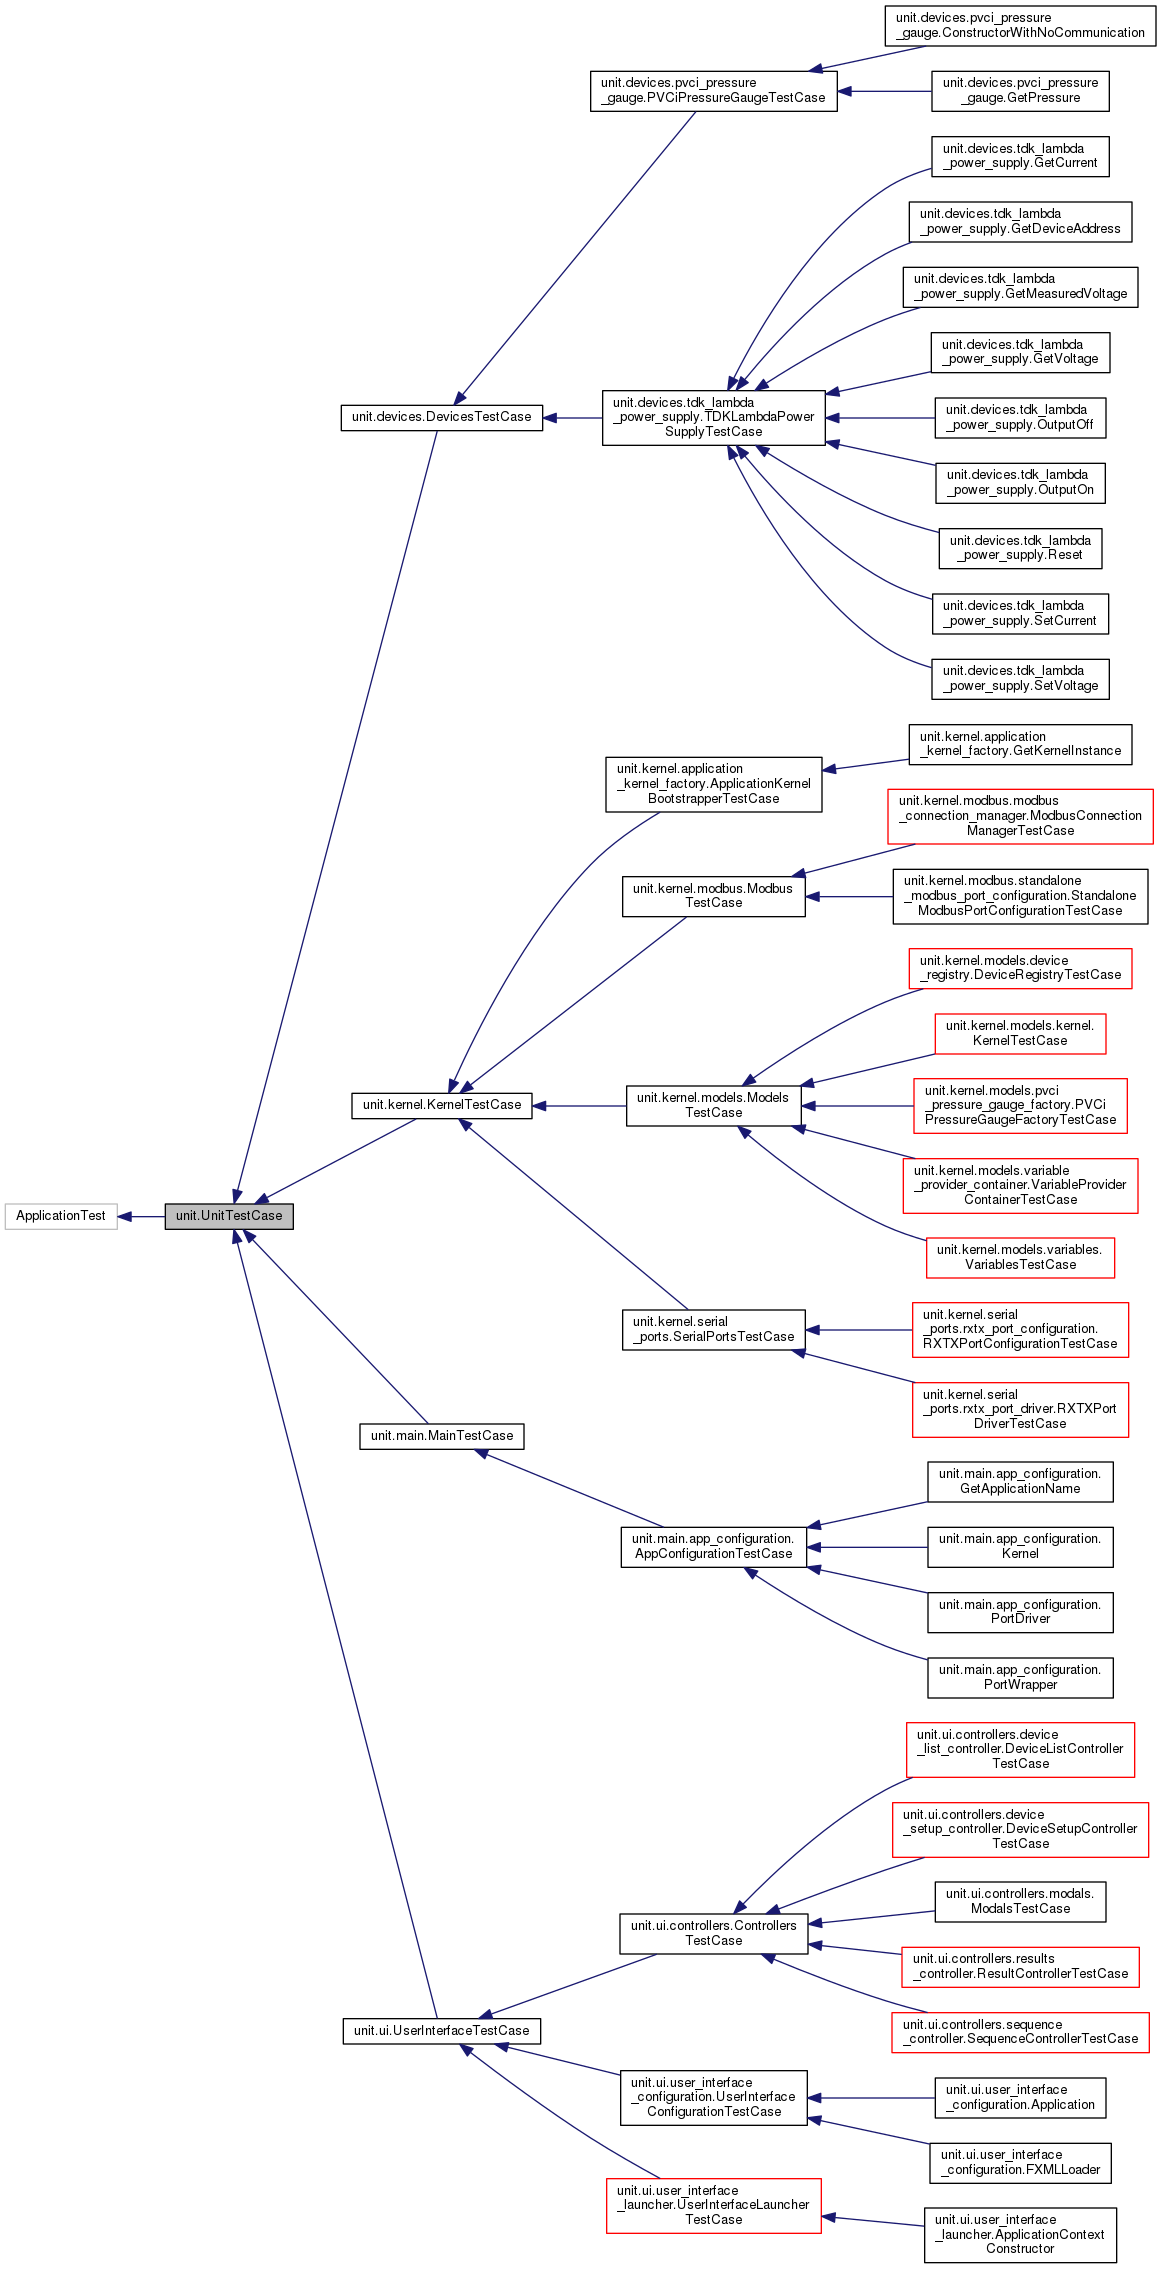 unit.devices.pvci_pressure
_gauge.ConstructorWithNoCommunication
unit.devices.pvci_pressure
_gauge.PVCiPressureGaugeTestCase
unit.devices.pvci_pressure
_gauge.GetPressure
unit.devices.tdk_lambda
_power_supply.GetCurrent
unit.devices.tdk_lambda
_power_supply.GetDeviceAddress
unit.devices.tdk_lambda
_power_supply.GetMeasuredVoltage
unit.devices.tdk_lambda
_power_supply.GetVoltage
unit.devices.DevicesTestCase
unit.devices.tdk_lambda
_power_supply.TDKLambdaPower
SupplyTestCase
unit.devices.tdk_lambda
_power_supply.OutputOff
unit.devices.tdk_lambda
_power_supply.OutputOn
unit.devices.tdk_lambda
_power_supply.Reset
unit.devices.tdk_lambda
_power_supply.SetCurrent
unit.devices.tdk_lambda
_power_supply.SetVoltage
unit.kernel.application
_kernel_factory.GetKernelInstance
unit.kernel.application
_kernel_factory.ApplicationKernel
BootstrapperTestCase
unit.kernel.modbus.modbus
_connection_manager.ModbusConnection
ManagerTestCase
unit.kernel.modbus.Modbus
TestCase
unit.kernel.modbus.standalone
_modbus_port_configuration.Standalone
ModbusPortConfigurationTestCase
unit.kernel.models.device
_registry.DeviceRegistryTestCase
unit.kernel.models.kernel.
KernelTestCase
unit.kernel.KernelTestCase
unit.kernel.models.Models
TestCase
unit.kernel.models.pvci
_pressure_gauge_factory.PVCi
PressureGaugeFactoryTestCase
unit.kernel.models.variable
_provider_container.VariableProvider
ContainerTestCase
ApplicationTest
unit.UnitTestCase
unit.kernel.models.variables.
VariablesTestCase
unit.kernel.serial
_ports.SerialPortsTestCase
unit.kernel.serial
_ports.rxtx_port_configuration.
RXTXPortConfigurationTestCase
unit.kernel.serial
_ports.rxtx_port_driver.RXTXPort
DriverTestCase
unit.main.MainTestCase
unit.main.app_configuration.
GetApplicationName
unit.main.app_configuration.
AppConfigurationTestCase
unit.main.app_configuration.
Kernel
unit.main.app_configuration.
PortDriver
unit.main.app_configuration.
PortWrapper
unit.ui.controllers.device
_list_controller.DeviceListController
TestCase
unit.ui.controllers.device
_setup_controller.DeviceSetupController
TestCase
unit.ui.controllers.modals.
ModalsTestCase
unit.ui.controllers.Controllers
TestCase
unit.ui.controllers.results
_controller.ResultControllerTestCase
unit.ui.controllers.sequence
_controller.SequenceControllerTestCase
unit.ui.UserInterfaceTestCase
unit.ui.user_interface
_configuration.UserInterface
ConfigurationTestCase
unit.ui.user_interface
_configuration.Application
unit.ui.user_interface
_configuration.FXMLLoader
unit.ui.user_interface
_launcher.UserInterfaceLauncher
TestCase
unit.ui.user_interface
_launcher.ApplicationContext
Constructor